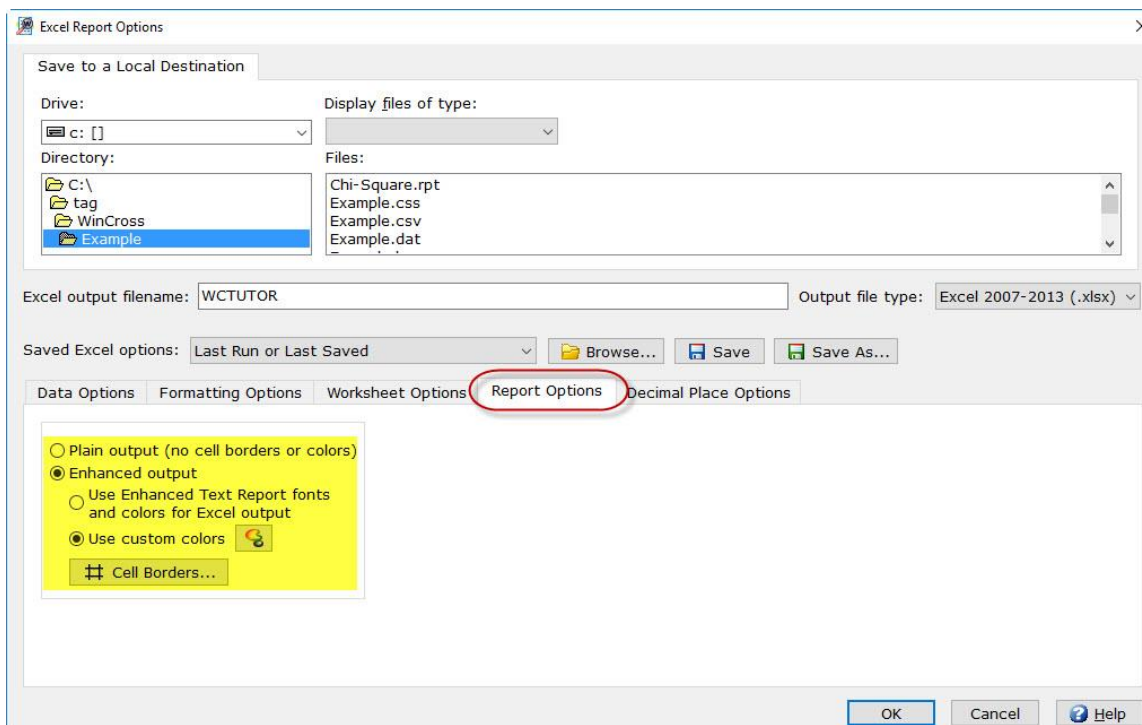 Excel Report Options
Save to a Local Destination
Drive:
Display files of type:
c: []
Directory:
Files:
C:\
tag
WinCross
Example
Chi-Square.rpt
Example.css
Example.csv
Example.dat
Excel output filename: WCTUTOR
Output file type: Excel 2007-2013 (.xlsx)
Saved Excel options: Last Run or Last Saved
Browse... Save Save As...
Data Options Formatting Options Worksheet Options Report Options Decimal Place Options
Plain output (no cell borders or colors)
Enhanced output
Use Enhanced Text Report fonts
and colors for Excel output
Use custom colors
Cell Borders...
OK Cancel Help